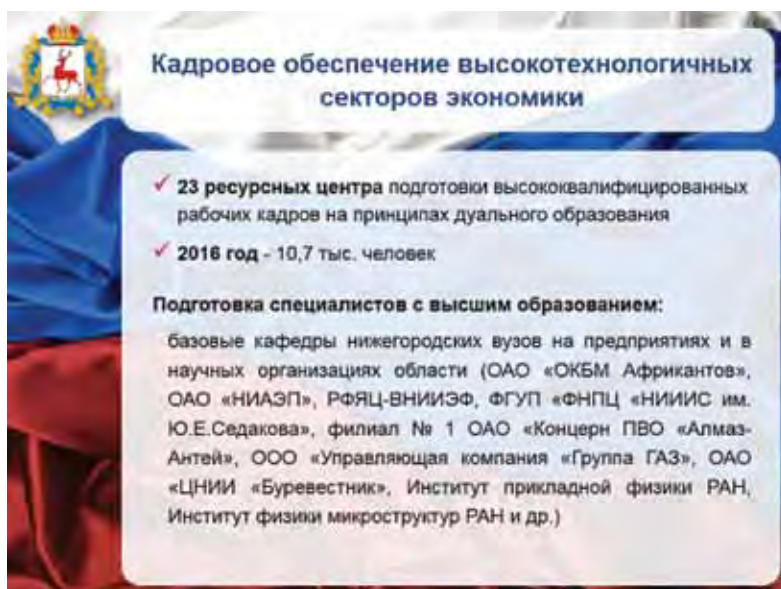 Кадровое обеспечение высокотехнологичных
секторов экономики
✓ 23 ресурсных центра подготовки высококвалифицированных
рабочих кадров на принципах дуального образования
✓ 2016 год - 10,7 тыс. человек
Подготовка специалистов с высшим образованием:
базовые кафедры нижегородских вузов на предприятиях и в
научных организациях области (ОАО «ОКБМ Африкантов»,
ОАО «НИАЭП», РФЯЦ-ВНИИЭФ, ФГУП «ФНПЦ «НИИИС им.
Ю.Е.Седакова», филиал № 1 ОАО «Концерн ПВО «Алмаз-
Антей», ООО «Управляющая компания «Группа ГАЗ», ОАО
«ЦНИИ «Буревестник», Институт прикладной физики РАН,
Институт физики микроструктур РАН и др.)